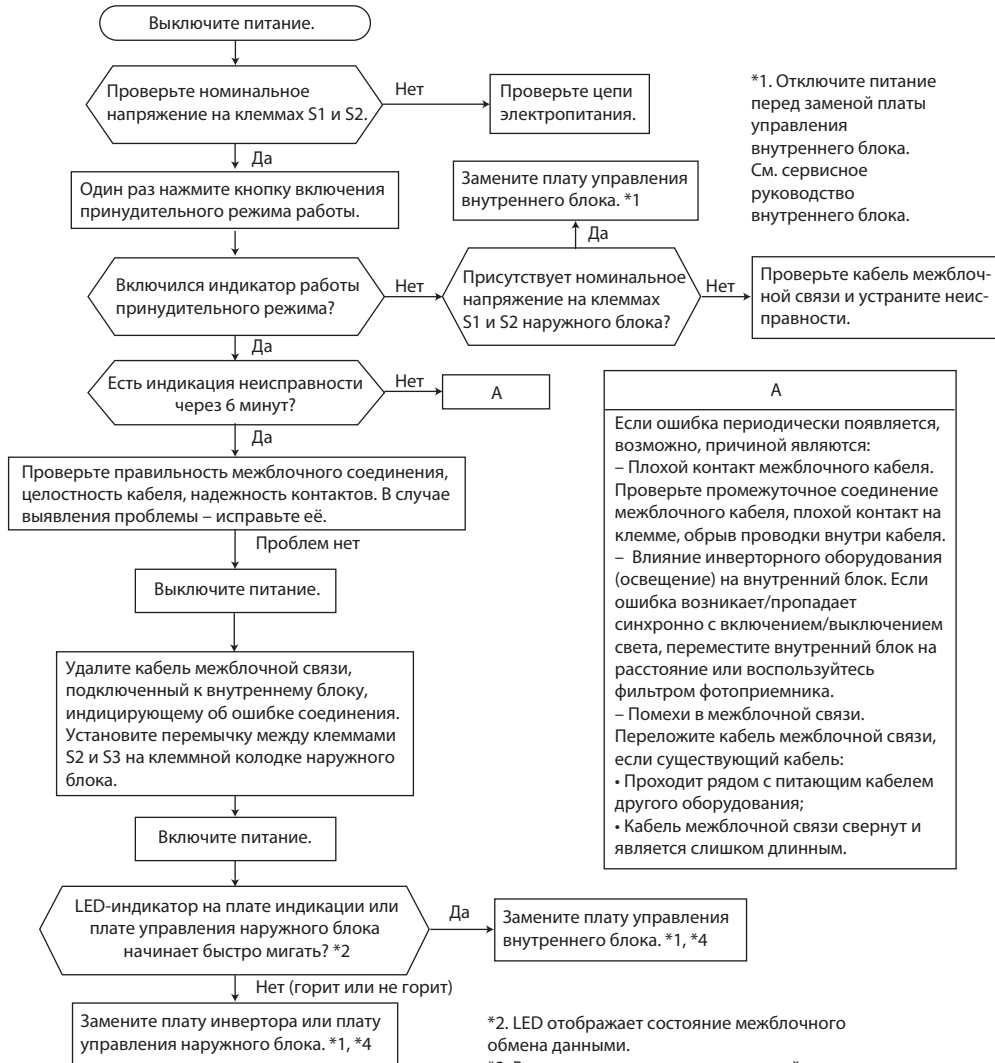 Выключите питание.
Проверьте номинальное
напряжение на клеммах S1 и S2.
Нет
Проверьте цепи
электропитания.
*1. Отключите питание
перед заменой платы
управления
внутреннего блока.
См. сервисное
руководство
внутреннего блока.
Да
Один раз нажмите кнопку включения
принудительного режима работы.
Замените плату управления
внутреннего блока. *1
Да
Включился индикатор работы
принудительного режима?
Нет
Присутствует номинальное
напряжение на клеммах
S1 и S2 наружного блока?
Нет
Проверьте кабель межблоч-
ной связи и устраните неис-
правности.
Да
Есть индикация неисправности
через 6 минут?
Нет
A
Да
Проверьте правильность межблочного соединения,
целостность кабеля, надежность контактов. В случае
выявления проблемы – исправьте её.
Проблем нет
Выключите питание.
Удалите кабель межблочной связи,
подключенный к внутреннему блоку,
индицирующему об ошибке соединения.
Установите перемычку между клеммами
S2 и S3 на клеммной колодке наружного
блока.
Включите питание.
LED-индикатор на плате индикации или
плате управления наружного блока
начинает быстро мигать? *2
Да
Замените плату управления
внутреннего блока. *1, *4
Нет (горит или не горит)
Замените плату инвертора или плату
управления наружного блока. *1, *4
A
Если ошибка периодически появляется,
возможно, причиной являются:
– Плохой контакт межблочного кабеля.
Проверьте промежуточное соединение
межблочного кабеля, плохой контакт на
клемме, обрыв проводки внутри кабеля.
– Влияние инверторного оборудования
(освещение) на внутренний блок. Если
ошибка возникает/пропадает
синхронно с включением/выключением
света, переместите внутренний блок на
расстояние или воспользуйтесь
фильтром фотоприемника.
– Помехи в межблочной связи.
Переложите кабель межблочной связи,
если существующий кабель:
• Проходит рядом с питающим кабелем
другого оборудования;
• Кабель межблочной связи свернут и
является слишком длинным.
*2. LED отображает состояние межблочного
обмена данными.